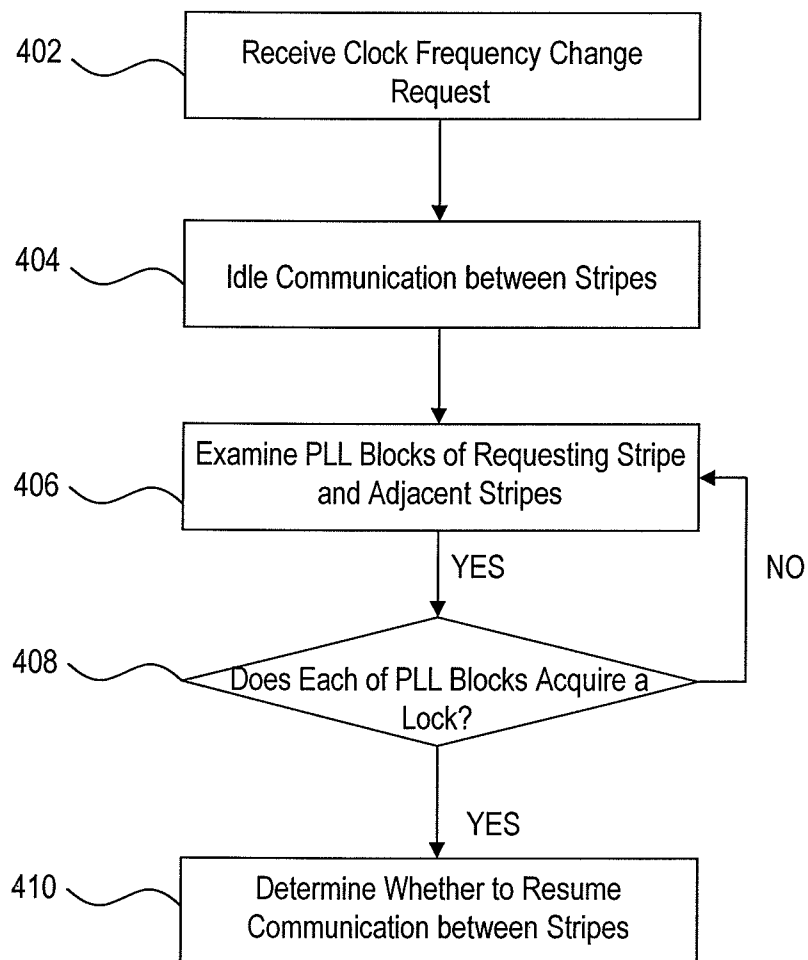 402
Receive Clock Frequency Change
Request
404
Idle Communication between Stripes
406
Examine PLL Blocks of Requesting Stripe
and Adjacent Stripes
YES
NO
408
Does Each of PLL Blocks Acquire a
Lock?
YES
410
Determine Whether to Resume
Communication between Stripes